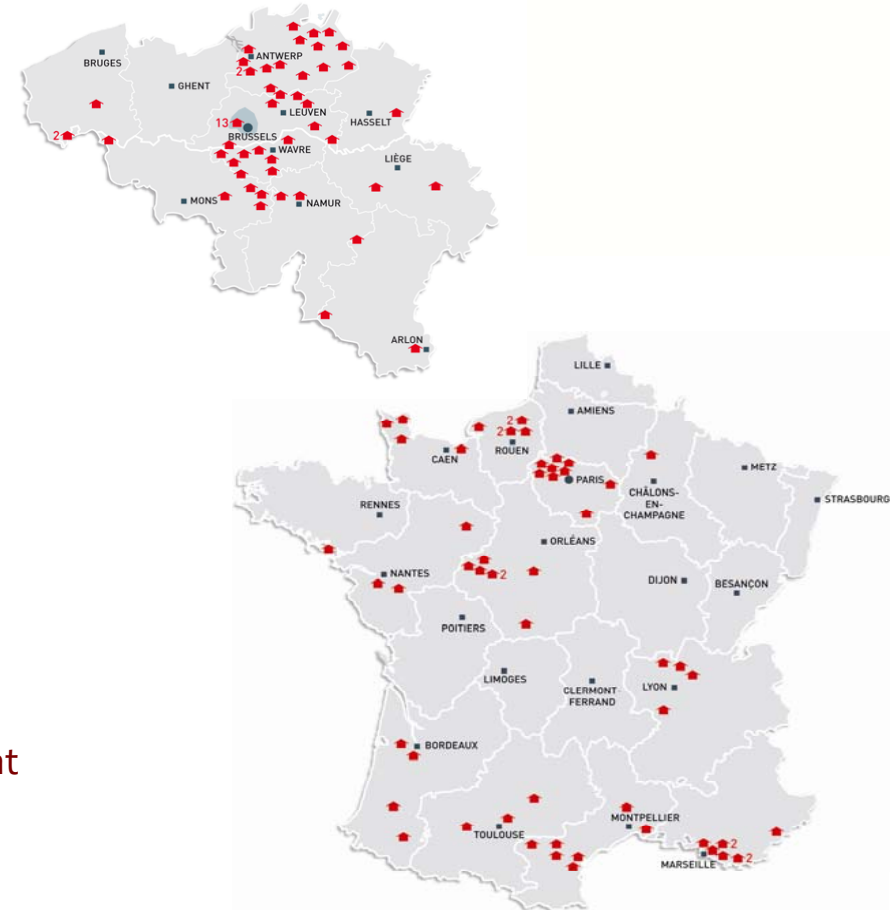 BRUGES
GHENT
ANTWERP
2
LEUVEN
HASSELT
13
BRUSSELS
2
WAVRE
LIÈGE
MONS
NAMUR
ARLON
LILLE
AMIENS
2
2
ROUEN
CAEN
METZ
PARIS
CHÂLONS-
EN-
CHAMPAGNE
STRASBOURG
RENNES
ORLÉANS
NANTES
2
DIJON
BESANÇON
POITIERS
LIMOGES
CLERMONT-
FERRAND
LYON
BORDEAUX
TOULOUSE
MONTPELLIER
2
2
MARSEILLE